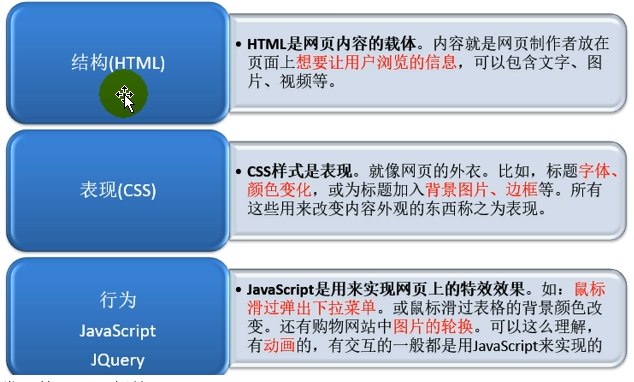 结构(HTML)
• HTML是网页内容的载体。内容就是网页制作者放在
页面上想要让用户浏览的信息，可以包含文字、图
片、视频等。
表现(CSS)
• CSS样式是表现。就像网页的外衣。比如，标题字体、
颜色变化，或为标题加入背景图片、边框等。所有
这些用来改变内容外观的东西称之为表现。
行为
JavaScript
JQuery
• JavaScript是用来实现网页上的特效效果。如：鼠标
滑过弹出下拉菜单。或鼠标滑过表格的背景颜色改
变。还有购物网站中图片的轮换。可以这么理解，
有动画的，有交互的一般都是用JavaScript来实现的